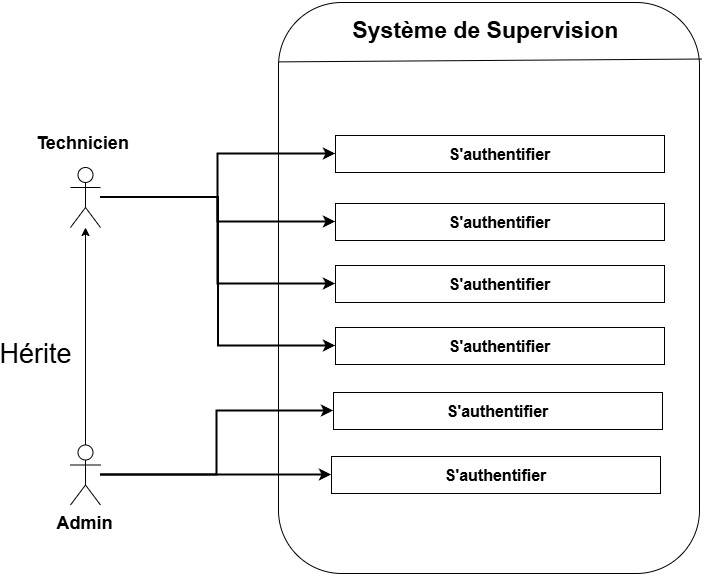 Système de Supervision
Technicien
S'authentifier
S'authentifier
S'authentifier
S'authentifier
Hérite
S'authentifier
S'authentifier
Admin